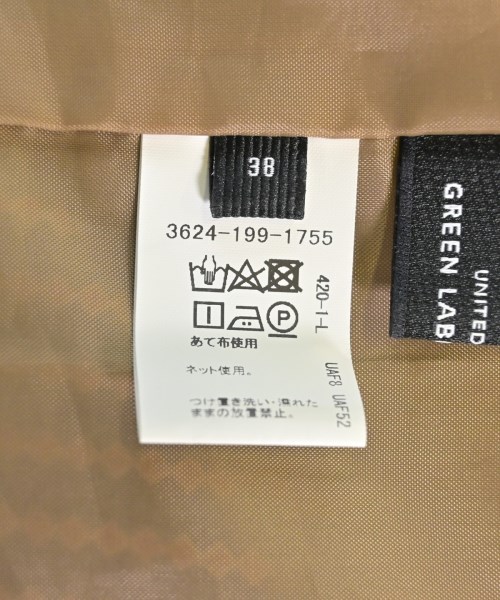 38
3624-199-1755
420-1-L
あて布使用
ネット使用。
つけ置き洗い・濡れた
ままの放置禁止。
UAF8 UAF52
UNITED
GREEN LAB